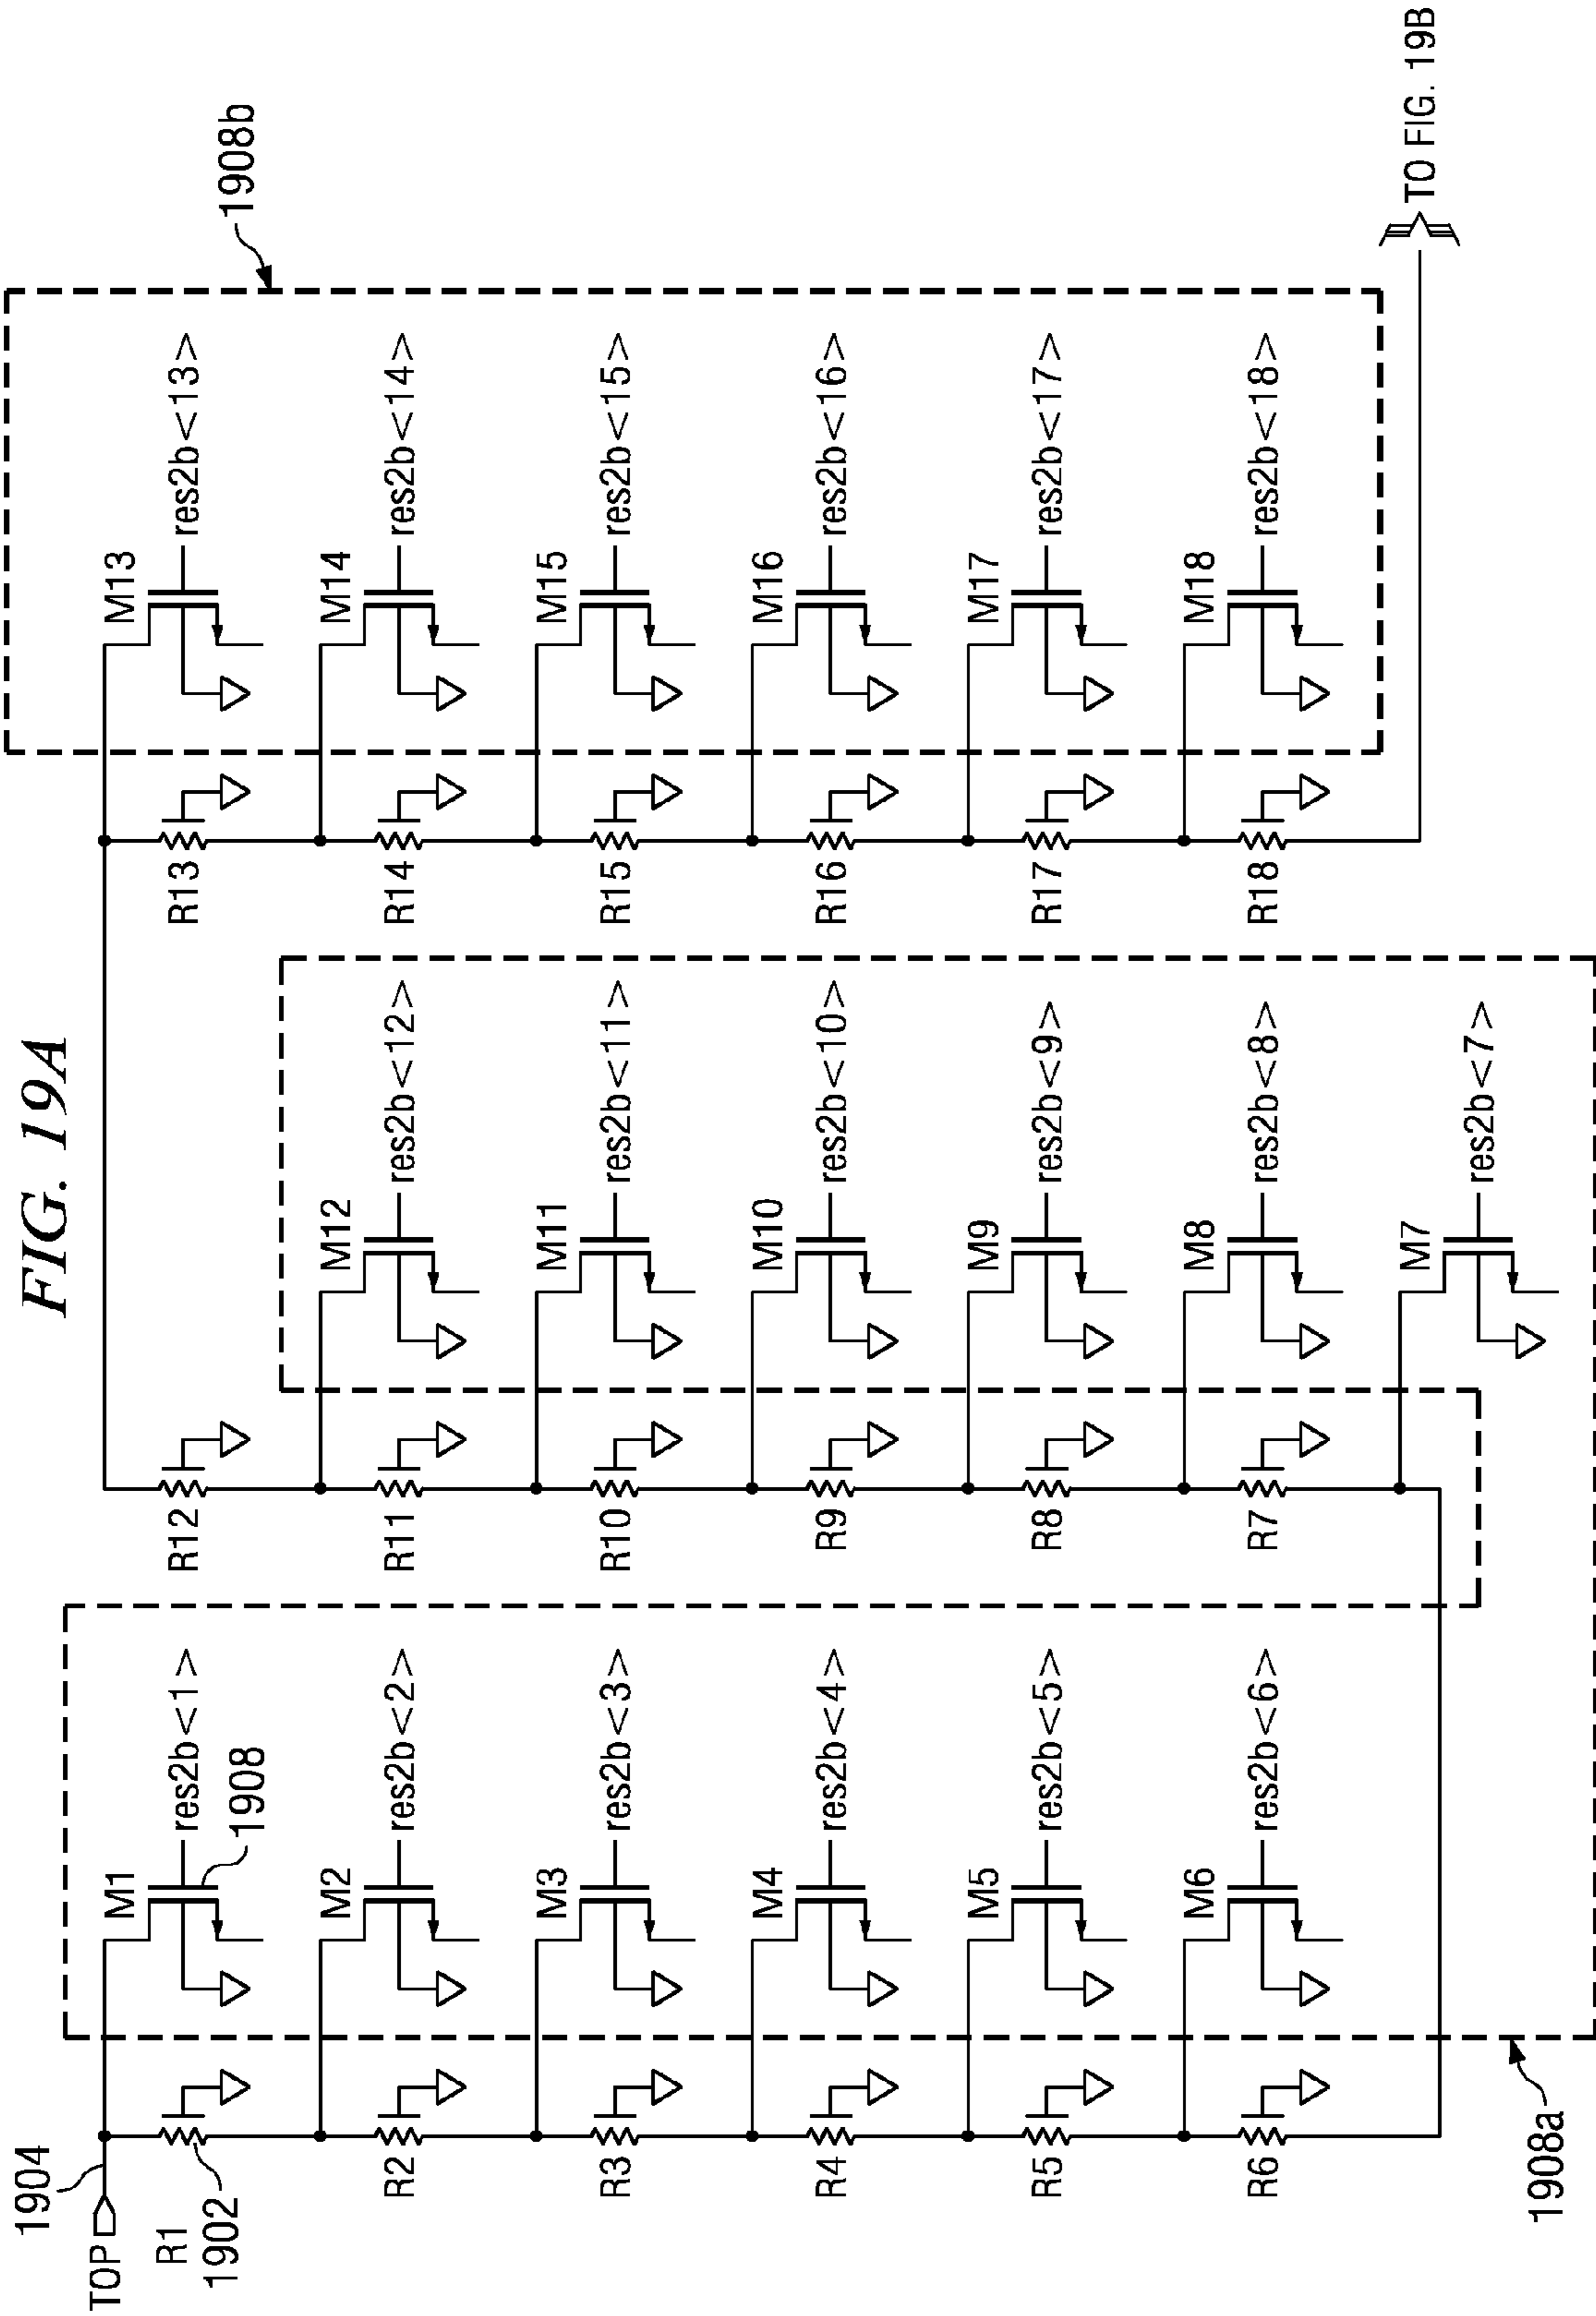 FIG. 19A
1904
TOP
R1
1902
M1
res2b<1>
1908
R2
M2
res2b<2>
R3
M3
res2b<3>
R4
M4
res2b<4>
R5
M5
res2b<5>
R6
M6
res2b<6>
1908a
R12
R11
M12
res2b<12>
R10
M11
res2b<11>
R9
M10
res2b<10>
R8
M9
res2b<9>
R7
M8
res2b<8>
M7
res2b<7>
R13
M13
res2b<13>
1908b
R14
M14
res2b<14>
R15
M15
res2b<15>
R16
M16
res2b<16>
R17
M17
res2b<17>
R18
M18
res2b<18>
TO FIG. 19B